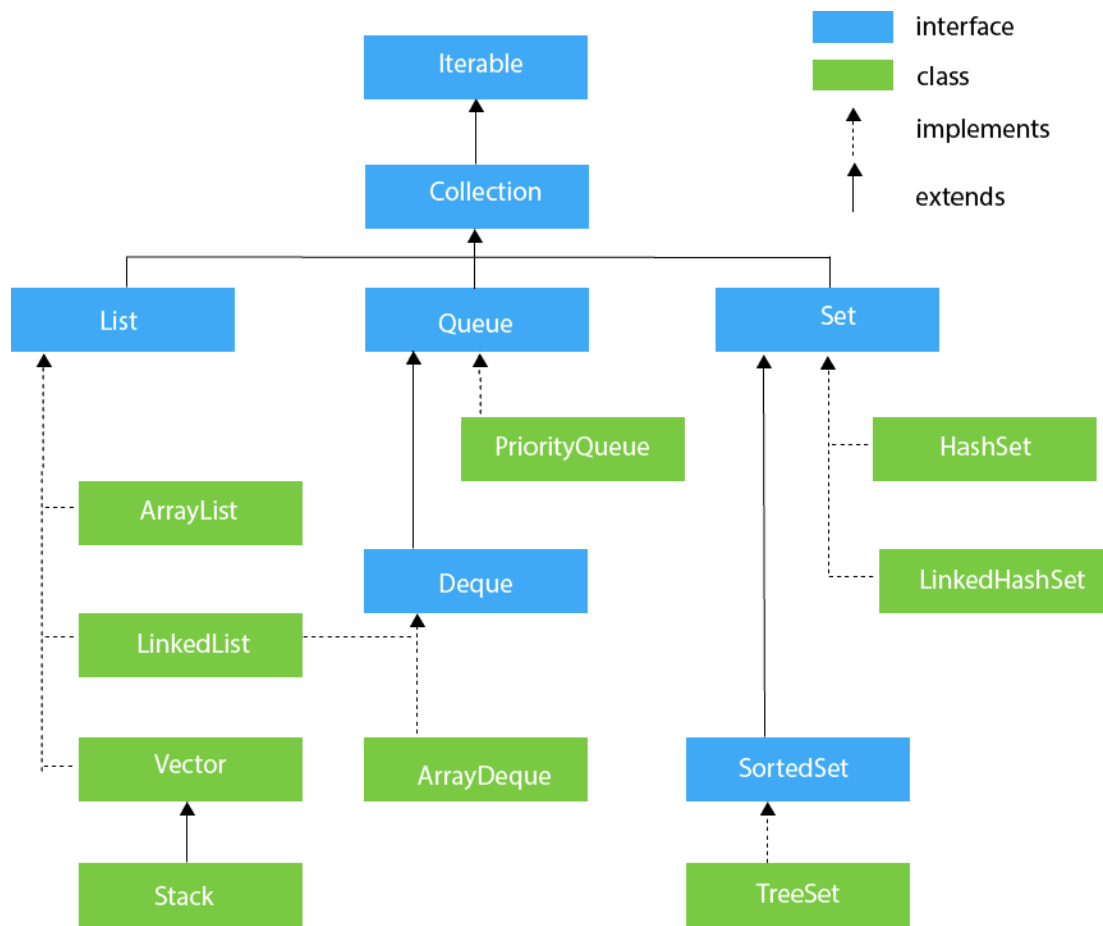 interface
Iterable
class
implements
Collection
extends
List
Queue
Set
PriorityQueue
HashSet
ArrayList
Deque
LinkedHashSet
LinkedList
Vector
ArrayDeque
SortedSet
Stack
TreeSet